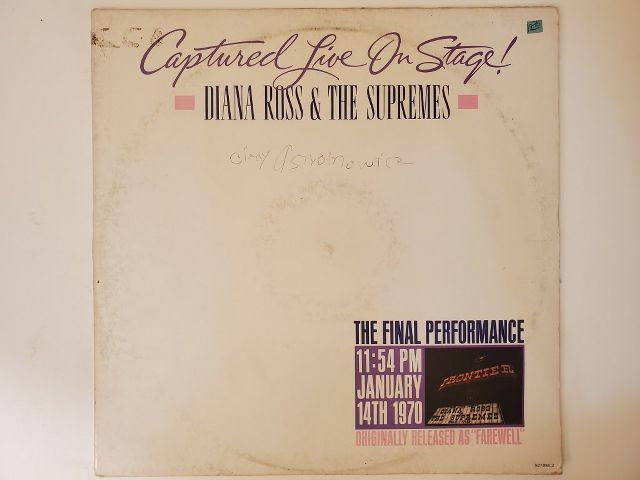 Captured Live On Stage!
DIANA ROSS & THE SUPREMES
THE FINAL PERFORMANCE
11:54 PM
JANUARY
14TH 1970
FRONTIER
DIANA ROSS
THE SUPREMES
ORIGINALLY RELEASED AS "FAREWELL"